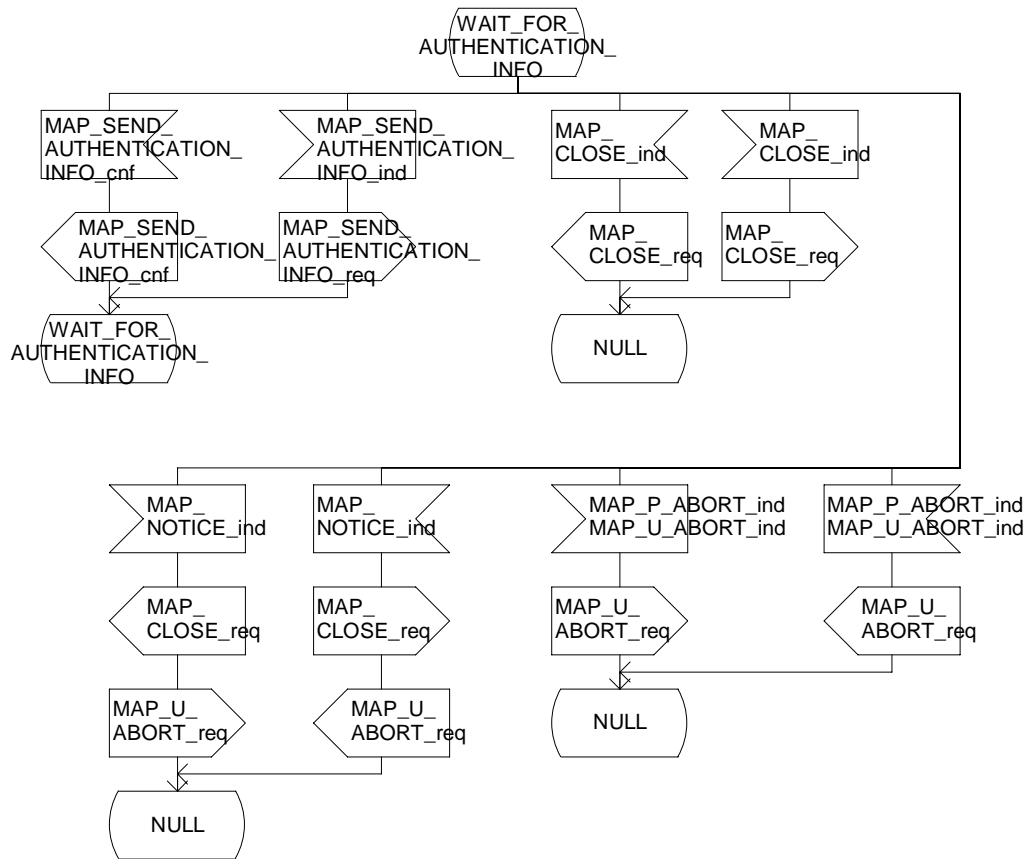 WAIT_FOR_
AUTHENTICATION_
INFO
MAP_SEND_
AUTHENTICATION_
INFO_cnf
MAP_SEND_
AUTHENTICATION_
INFO_ind
MAP_
CLOSE_ind
MAP_
CLOSE_ind
MAP_SEND_
AUTHENTICATION_
INFO_cnf
MAP_SEND_
AUTHENTICATION_
INFO_req
MAP_
CLOSE_req
MAP_
CLOSE_req
WAIT_FOR_
AUTHENTICATION_
INFO
NULL
MAP_
NOTICE_ind
MAP_
NOTICE_ind
MAP_P_ABORT_ind
MAP_U_ABORT_ind
MAP_P_ABORT_ind
MAP_U_ABORT_ind
MAP_
CLOSE_req
MAP_
CLOSE_req
MAP_U_
ABORT_req
MAP_U_
ABORT_req
MAP_U_
ABORT_req
MAP_U_
ABORT_req
NULL
NULL